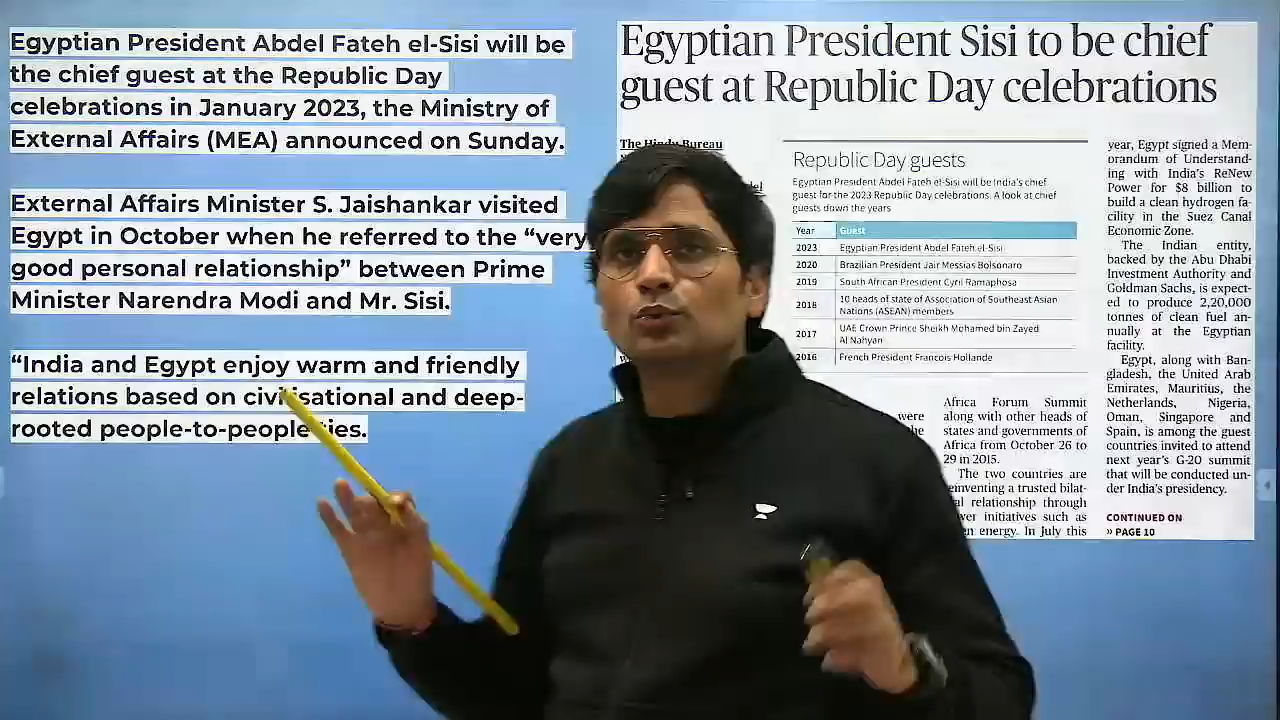 Egyptian President Abdel Fateh el-Sisi will be
the chief guest at the Republic Day
celebrations in January 2023, the Ministry of
External Affairs (MEA) announced on Sunday.
External Affairs Minister S. Jaishankar visited
Egypt in October when he referred to the “very
good personal relationship” between Prime
Minister Narendra Modi and Mr. Sisi.
“India and Egypt enjoy warm and friendly
relations based on civilisational and deep-
rooted people-to-people ties.
Egyptian President Sisi to be chief
guest at Republic Day celebrations
The Hindu Bureau
Republic Day guests
Egyptian President Abdel Fateh el-Sisi will be India's chief
guest for the 2023 Republic Day celebrations. A look at chief
guests down the years
Year Guest
2023 Egyptian President Abdel Fateh el-Sisi
2020 Brazilian President Jair Messias Bolsonaro
2019 South African President Cyril Ramaphosa
2018 10 heads of state of Association of Southeast Asian
Nations (ASEAN) members
2017 UAE Crown Prince Sheikh Mohamed bin Zayed
Al Nahyan
2016 French President Francois Hollande
were
Africa Forum Summit
along with other heads of
states and governments of
Africa from October 26 to
29 in 2015.
The two countries are
reinventing a trusted bilat-
relationship through
initiatives such as
energy. In July this
year, Egypt signed a Mem-
orandum of Understand-
ing with India's ReNew
Power for $8 billion to
build a clean hydrogen fa-
cility in the Suez Canal
Economic Zone.
The Indian entity,
backed by the Abu Dhabi
Investment Authority and
Goldman Sachs, is expect-
ed to produce 2,20,000
tonnes of clean fuel an-
nually at the Egyptian
facility.
Egypt, along with Ban-
gladesh, the United Arab
Emirates, Mauritius, the
Netherlands, Nigeria,
Oman, Singapore and
Spain, is among the guest
countries invited to attend
next year's G-20 summit
that will be conducted un-
der India's presidency.
CONTINUED ON
» PAGE 10